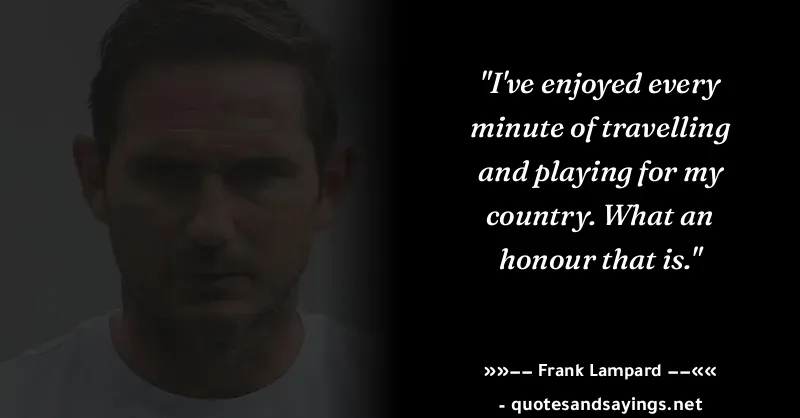 "I've enjoyed every
minute of travelling
and playing for my
country. What an
honour that is."
»»−− Frank Lampard −−««
- quotesandsayings.net